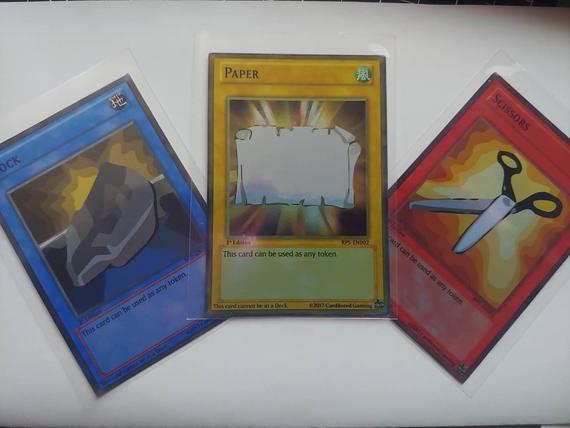 OCK
地
This card can be used as any token.
PAPER
風
1st Edition
RPS-EN002
This card can be used as any token.
This card cannot be in a Deck.
©2017 CardBored Gaming
SCISSORS
card can be used as any token.